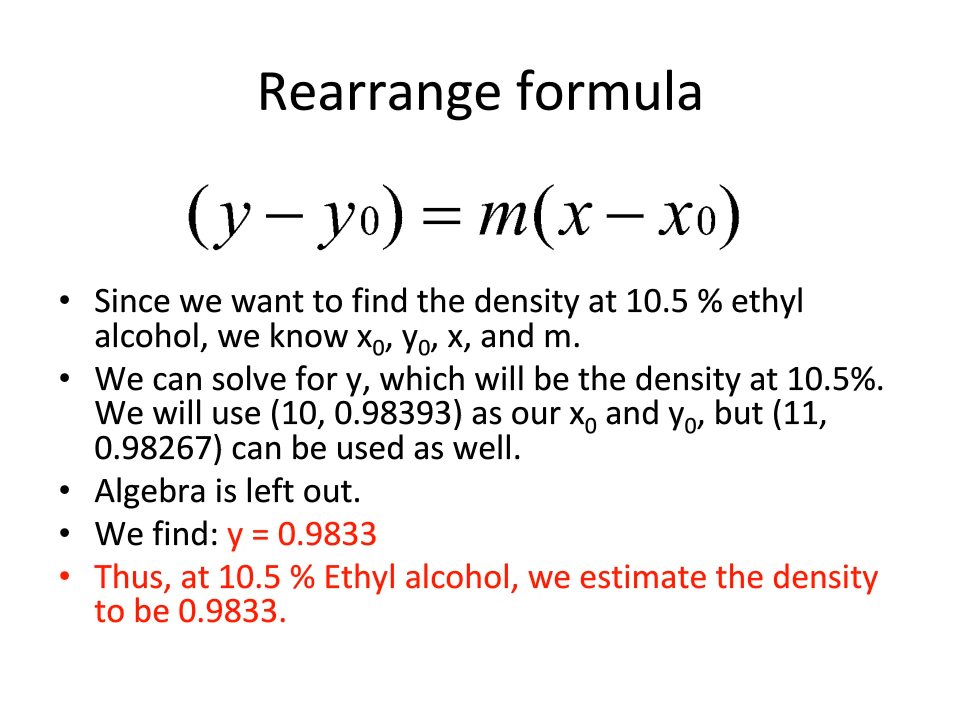 Rearrange formula
(y − y₀) = m(x − x₀)
• Since we want to find the density at 10.5 % ethyl
alcohol, we know x₀, y₀, x, and m.
• We can solve for y, which will be the density at 10.5%.
We will use (10, 0.98393) as our x₀ and y₀, but (11,
0.98267) can be used as well.
• Algebra is left out.
• We find: y = 0.9833
• Thus, at 10.5 % Ethyl alcohol, we estimate the density
to be 0.9833.